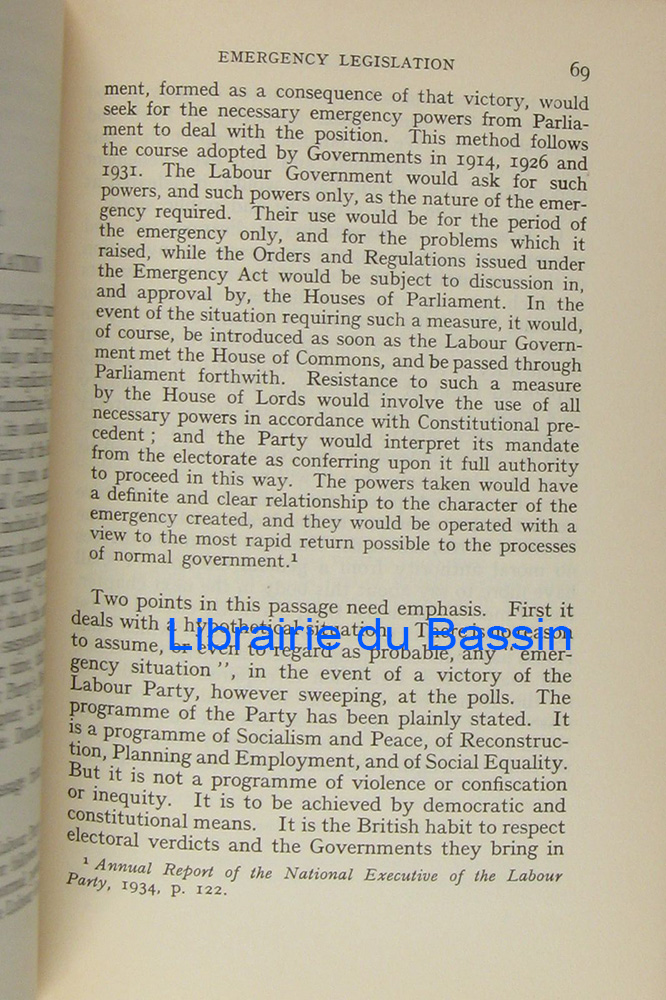 EMERGENCY LEGISLATION 69
ment, formed as a consequence of that victory, would
seek for the necessary emergency powers from Parlia-
ment to deal with the position. This method follows
the course adopted by Governments in 1914, 1926 and
1931. The Labour Government would ask for such
powers, and such powers only, as the nature of the emer-
gency required. Their use would be for the period of
the emergency only, and for the problems which it
raised, while the Orders and Regulations issued under
the Emergency Act would be subject to discussion in,
and approval by, the Houses of Parliament. In the
event of the situation requiring such a measure, it would,
of course, be introduced as soon as the Labour Govern-
ment met the House of Commons, and be passed through
Parliament forthwith. Resistance to such a measure
by the House of Lords would involve the use of all
necessary powers in accordance with Constitutional pre-
cedent ; and the Party would interpret its mandate
from the electorate as conferring upon it full authority
to proceed in this way. The powers taken would have
a definite and clear relationship to the character of the
emergency created, and they would be operated with a
view to the most rapid return possible to the processes
of normal government.¹
Two points in this passage need emphasis. First it
deals with a hypothetical situation. There is no reason
Librairie du Bassin
to assume, or even to regard as probable, any " emer-
gency situation ", in the event of a victory of the
Labour Party, however sweeping, at the polls. The
programme of the Party has been plainly stated. It
is a programme of Socialism and Peace, of Reconstruc-
tion, Planning and Employment, and of Social Equality.
But it is not a programme of violence or confiscation
or inequity. It is to be achieved by democratic and
constitutional means. It is the British habit to respect
electoral verdicts and the Governments they bring in
¹ Annual Report of the National Executive of the Labour
Party, 1934, p. 122.